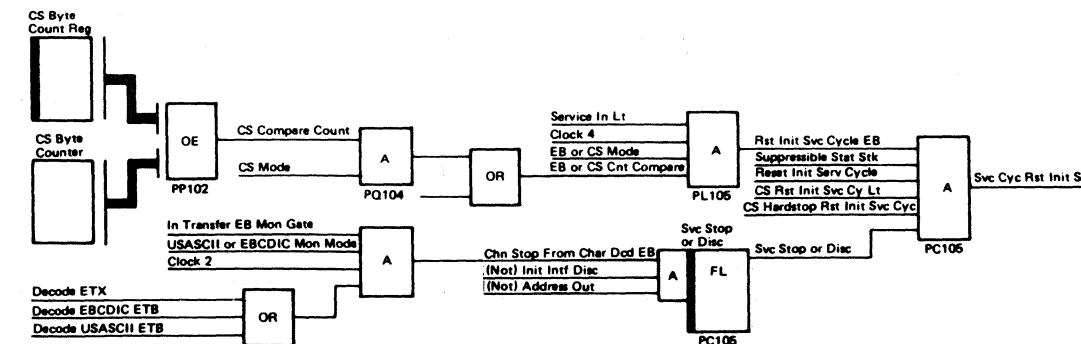 CS Byte
Count Reg
CS Byte
Counter
OE
PP102
CS Compare Count
CS Mode
A
PQ104
OR
Service In Lt
Clock 4
EB or CS Mode
EB or CS Cnt Compare
A
PL105
Rst Init Svc Cycle EB
Suppressible Stat Stk
Reset Init Serv Cycle
CS Rst Init Svc Cy Lt
CS Hardstop Rst Init Svc Cyc
A
PC105
Svc Cyc Rst Init S
In Transfer EB Mon Gate
USASCII or EBCDIC Mon Mode
Clock 2
A
Decode ETX
Decode EBCDIC ETB
Decode USASCII ETB
OR
Chn Stop From Char Dcd EB
(Not) Init Intf Disc
(Not) Address Out
A
Svc Stop
or Disc
FL
PC105
Svc Stop or Disc